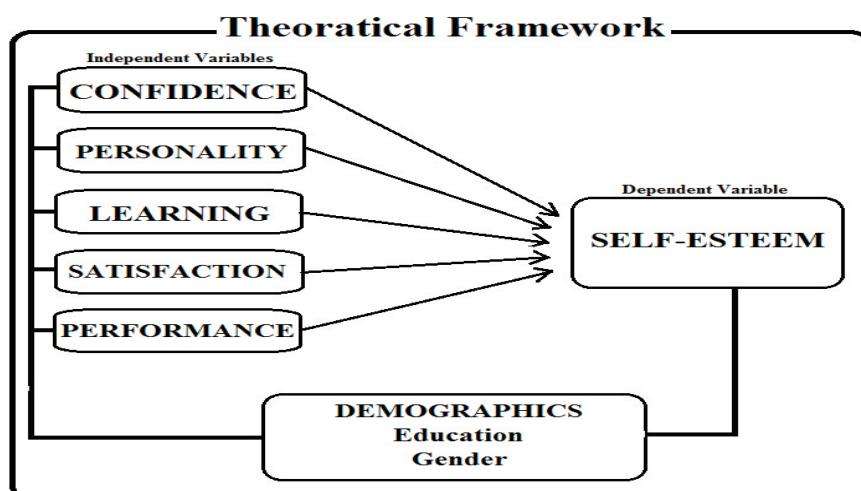 Theoratical Framework
Independent Variables
CONFIDENCE
PERSONALITY
LEARNING
SATISFACTION
PERFORMANCE
Dependent Variable
SELF-ESTEEM
DEMOGRAPHICS
Education
Gender